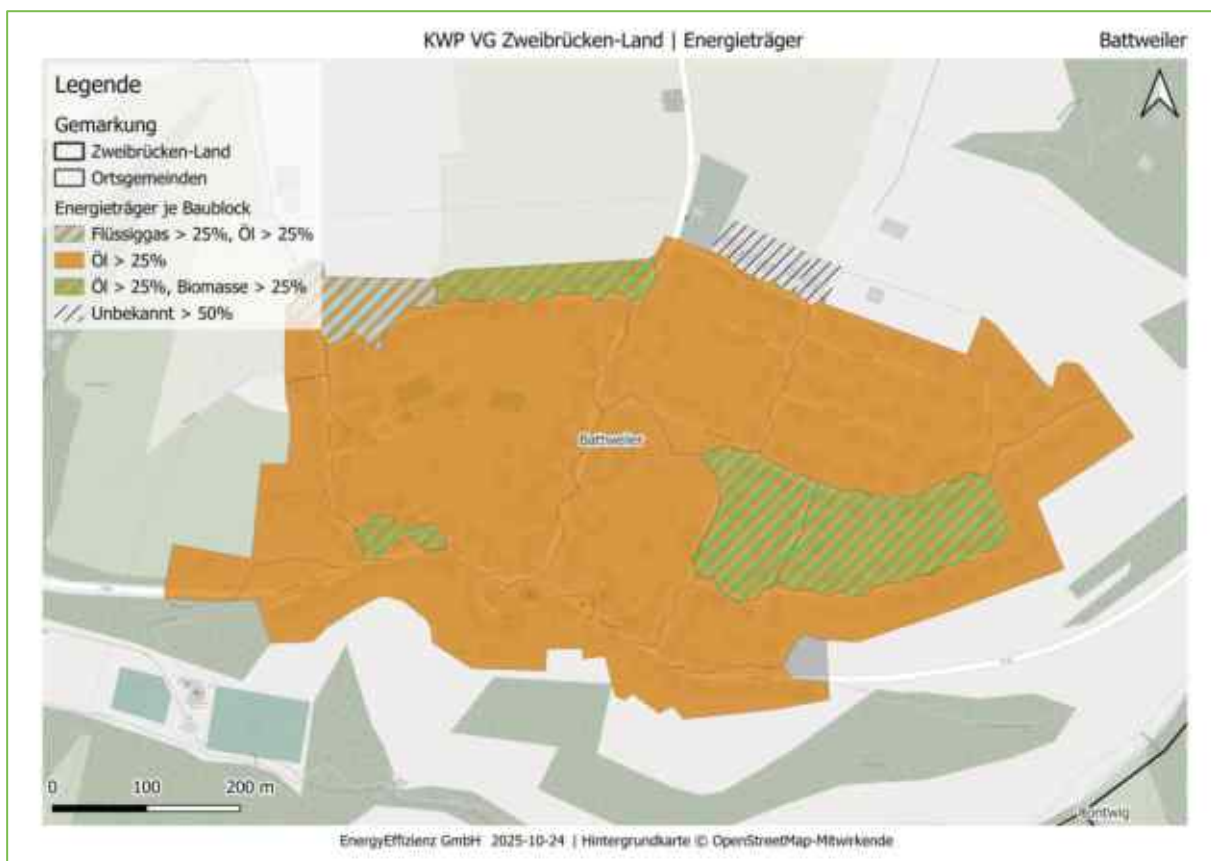 KWP VG Zweibrücken-Land | Energieträger
Battweiler
Legende
Gemarkung
Zweibrücken-Land
Ortsgemeinden
Energieträger je Baublock
Flüssiggas > 25%, Öl > 25%
Öl > 25%
Öl > 25%, Biomasse > 25%
Unbekannt > 50%
Battweiler
0 100 200 m
EnergyEffizienz GmbH 2025-10-24 | Hintergrundkarte © OpenStreetMap-Mitwirkende